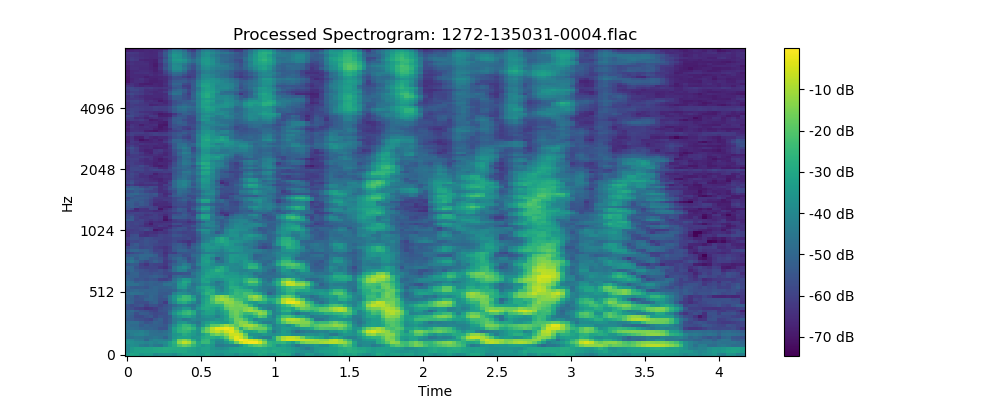 Processed Spectrogram: 1272-135031-0004.flac
Hz
4096
2048
1024
512
0
0 0.5 1 1.5 2 2.5 3 3.5 4
Time
-10 dB
-20 dB
-30 dB
-40 dB
-50 dB
-60 dB
-70 dB